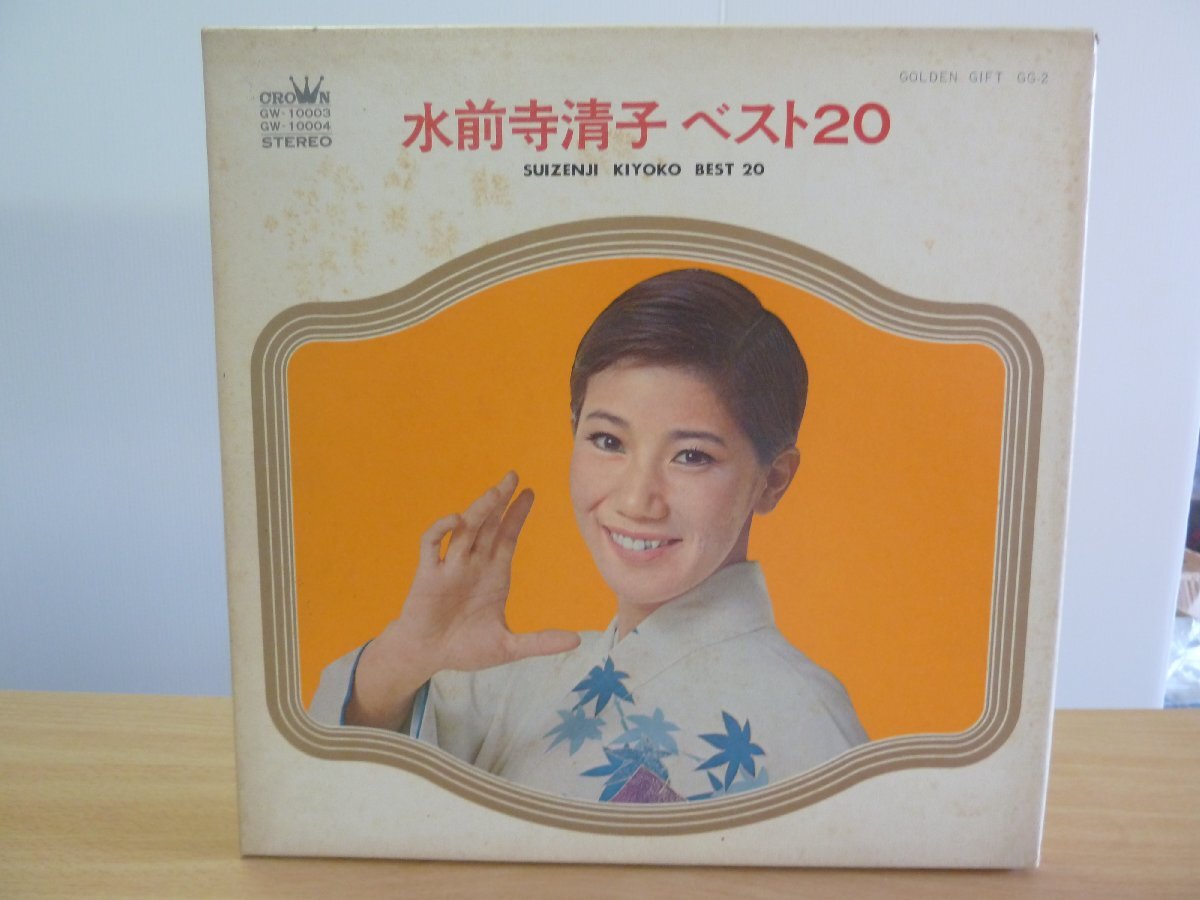 CROWN
GW-10003
GW-10004
STEREO
GOLDEN GIFT GG-2
水前寺清子 ベスト20
SUIZENJI KIYOKO BEST 20